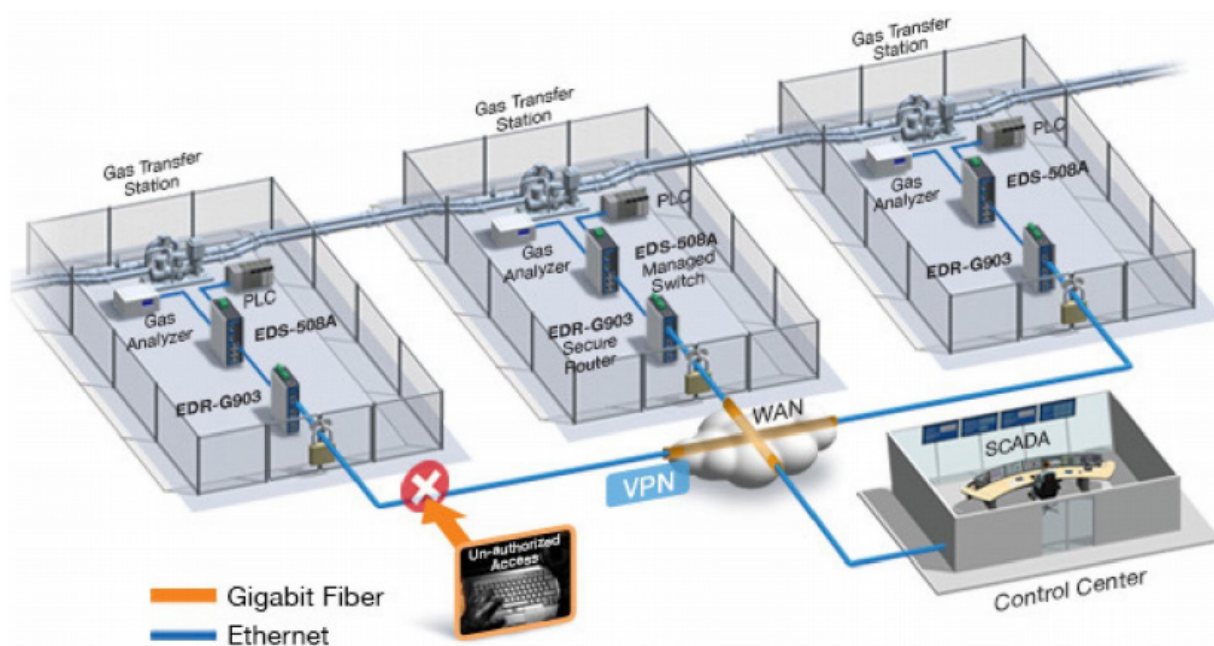 Gas Transfer
Station
PLC
Gas
Analyzer
EDS-508A
EDR-G903
Gas Transfer
Station
PLC
Gas
Analyzer
EDS-508A
Managed
Switch
EDR-G903
Secure
Router
Gas Transfer
Station
PLC
Gas
Analyzer
EDS-508A
EDR-G903
WAN
VPN
SCADA
Control Center
Un-authorized
Access
Gigabit Fiber
Ethernet